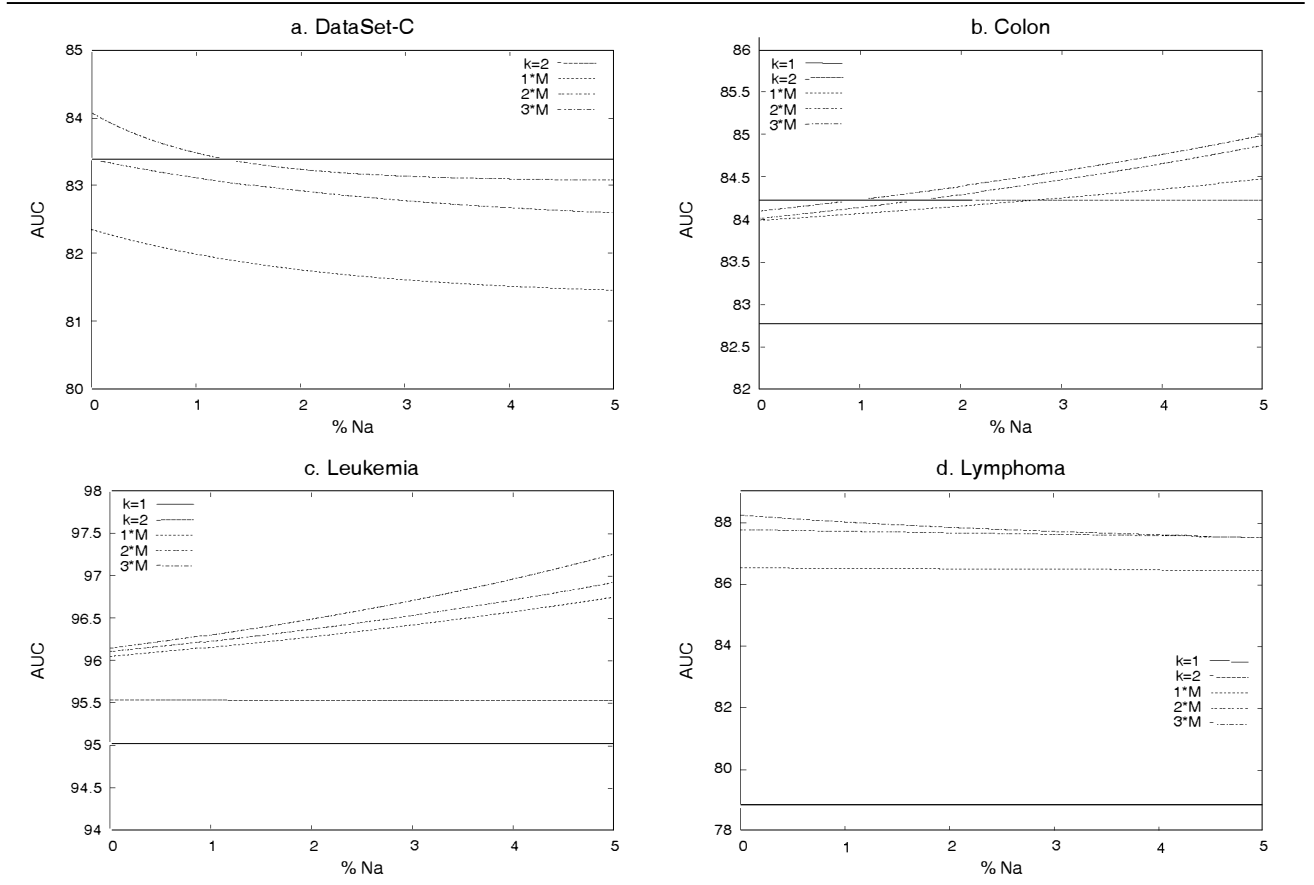 a. DataSet-C
85
84
83
82
81
80
AUC
k=2
1*M
2*M
3*M
0 1 2 3 4 5
% Na
b. Colon
86
85.5
85
84.5
84
83.5
83
82.5
82
AUC
k=1
k=2
1*M
2*M
3*M
0 1 2 3 4 5
% Na
c. Leukemia
98
97.5
97
96.5
96
95.5
95
94.5
94
AUC
k=1
k=2
1*M
2*M
3*M
0 1 2 3 4 5
% Na
d. Lymphoma
88
86
84
82
80
78
AUC
k=1
k=2
1*M
2*M
3*M
0 1 2 3 4 5
% Na